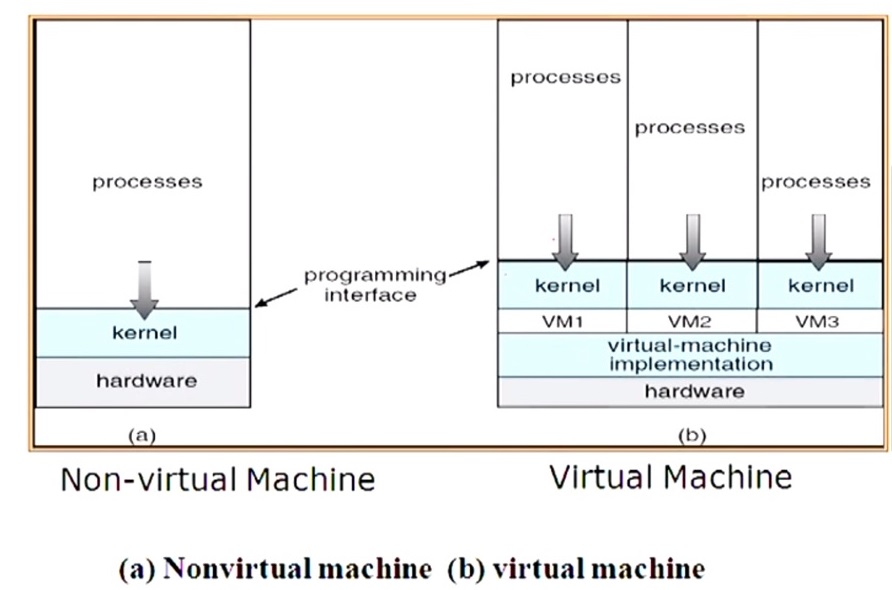 processes
programming
interface
kernel
hardware
(a)
processes
processes
processes
kernel
kernel
kernel
VM1
VM2
VM3
virtual-machine
implementation
hardware
(b)
Non-virtual Machine
Virtual Machine
(a) Nonvirtual machine (b) virtual machine